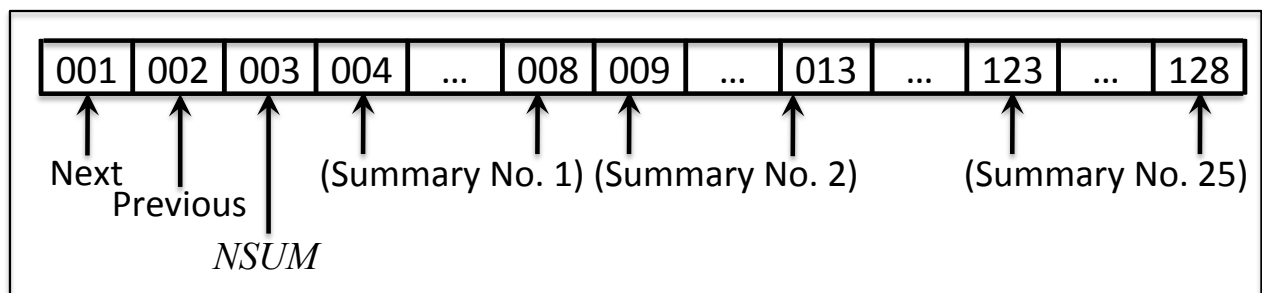 001 002 003 004 ... 008 009 ... 013 ... 123 ... 128
Next (Summary No. 1) (Summary No. 2) (Summary No. 25)
Previous
NSUM